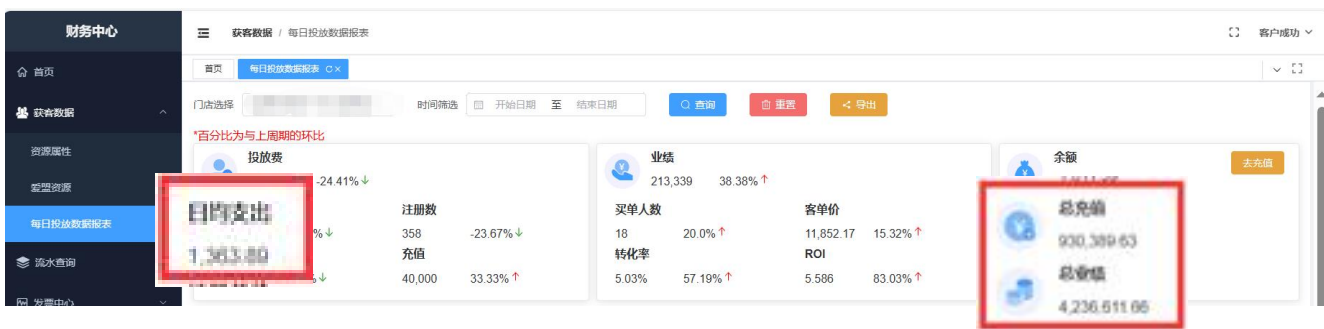 财务中心
获客数据 / 每日投放数据报表
客户成功
首页
首页
每日投放数据报表
获客数据
门店选择
时间筛选
开始日期 至 结束日期
查询
重置
导出
*百分比为与上周期的环比
资源属性
爱盟资源
每日投放数据报表
流水查询
发票中心
投放费
-24.41%↓
日均支出
1,363.89
%↓
注册数
358 -23.67%↓
充值
40,000 33.33%↑
业绩
213,339 38.38%↑
买单人数
18 20.0%↑
客单价
11,852.17 15.32%↑
转化率
5.03% 57.19%↑
ROI
5.586 83.03%↑
余额
去充值
总充值
930,389.63
总业绩
4,236,611.66